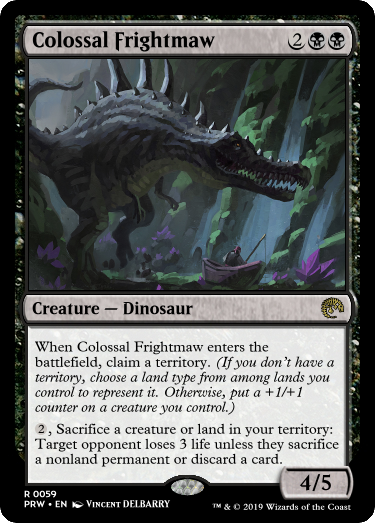 Colossal Frightmaw 2
Creature — Dinosaur
When Colossal Frightmaw enters the
battlefield, claim a territory. (If you don't have a
territory, choose a land type from among lands you
control to represent it. Otherwise, put a +1/+1
counter on a creature you control.)
2, Sacrifice a creature or land in your territory:
Target opponent loses 3 life unless they sacrifice
a nonland permanent or discard a card.
4/5
R 0059
PRW • EN Vincent DELBARRY
™ & © 2019 Wizards of the Coast